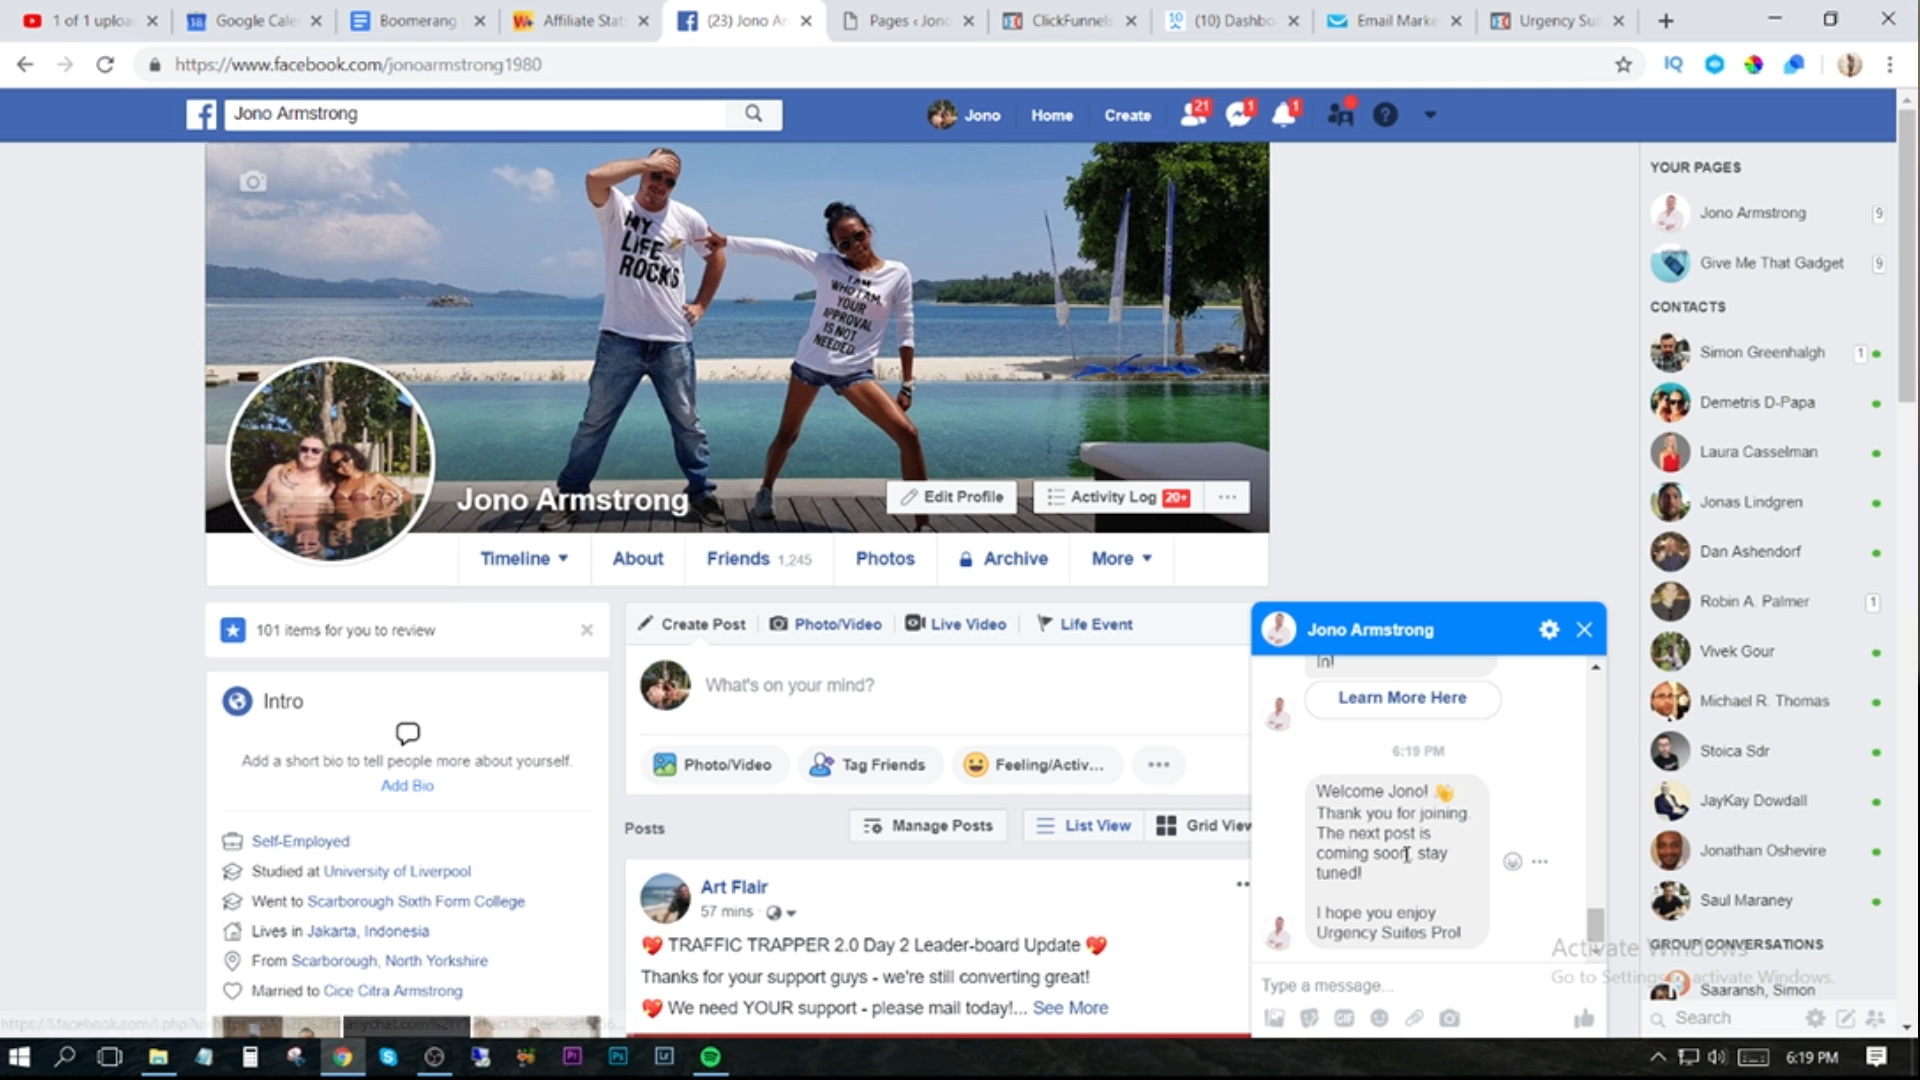 1 of 1 uploa
Google Cale
Boomerang
Affiliate Stat
(23) Jono Ar
Pages ‹ Jono
ClickFunnels
(10) Dashbo
Email Marke
Urgency Sui
https://www.facebook.com/jonoarmstrong1980
Jono Armstrong
Jono
Home
Create
21
1
1
MY
LIFE
ROCKS
I AM
WHO I AM.
YOUR
APPROVAL
IS NOT
NEEDED.
Jono Armstrong
Edit Profile
Activity Log 20+
Timeline
About
Friends 1,245
Photos
Archive
More
101 items for you to review
Intro
Add a short bio to tell people more about yourself.
Add Bio
Self-Employed
Studied at University of Liverpool
Went to Scarborough Sixth Form College
Lives in Jakarta, Indonesia
From Scarborough, North Yorkshire
Married to Cice Citra Armstrong
Create Post
Photo/Video
Live Video
Life Event
What's on your mind?
Photo/Video
Tag Friends
Feeling/Activ...
Posts
Manage Posts
List View
Grid View
Art Flair
57 mins
💖 TRAFFIC TRAPPER 2.0 Day 2 Leader-board Update 💖
Thanks for your support guys - we're still converting great!
💖 We need YOUR support - please mail today!... See More
Jono Armstrong
in!
Learn More Here
6:19 PM
Welcome Jono! 👋
Thank you for joining.
The next post is
coming soon, stay
tuned!
I hope you enjoy
Urgency Suites Pro!
Type a message...
YOUR PAGES
Jono Armstrong 9
Give Me That Gadget 9
CONTACTS
Simon Greenhalgh 1
Demetris D-Papa
Laura Casselman
Jonas Lindgren
Dan Ashendorf
Robin A. Palmer 1
Vivek Gour
Michael R. Thomas
Stoica Sdr
JayKay Dowdall
Jonathan Oshevire
Saul Maraney
GROUP CONVERSATIONS
Saaransh, Simon
Search
Activate Windows
Go to Settings to activate Windows.
6:19 PM